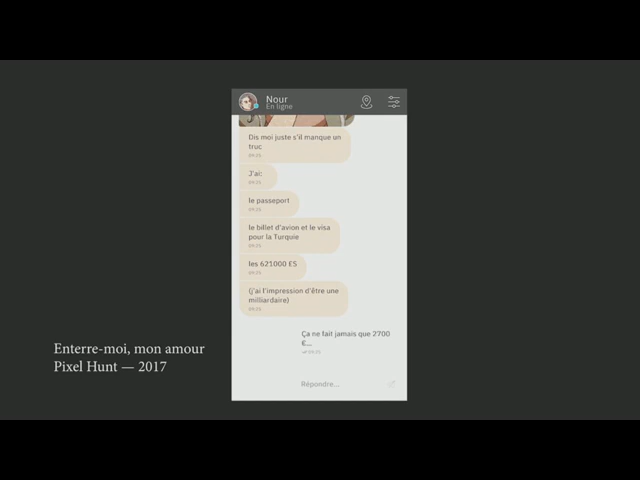 Nour
En ligne
Dis moi juste s'il manque un
truc
09:25
J'ai:
09:25
le passeport
09:25
le billet d'avion et le visa
pour la Turquie
09:25
les 621000 £S
09:25
(j'ai l'impression d'être une
milliardaire)
09:25
Ça ne fait jamais que 2700
€...
09:25
Répondre...
Enterre-moi, mon amour
Pixel Hunt — 2017